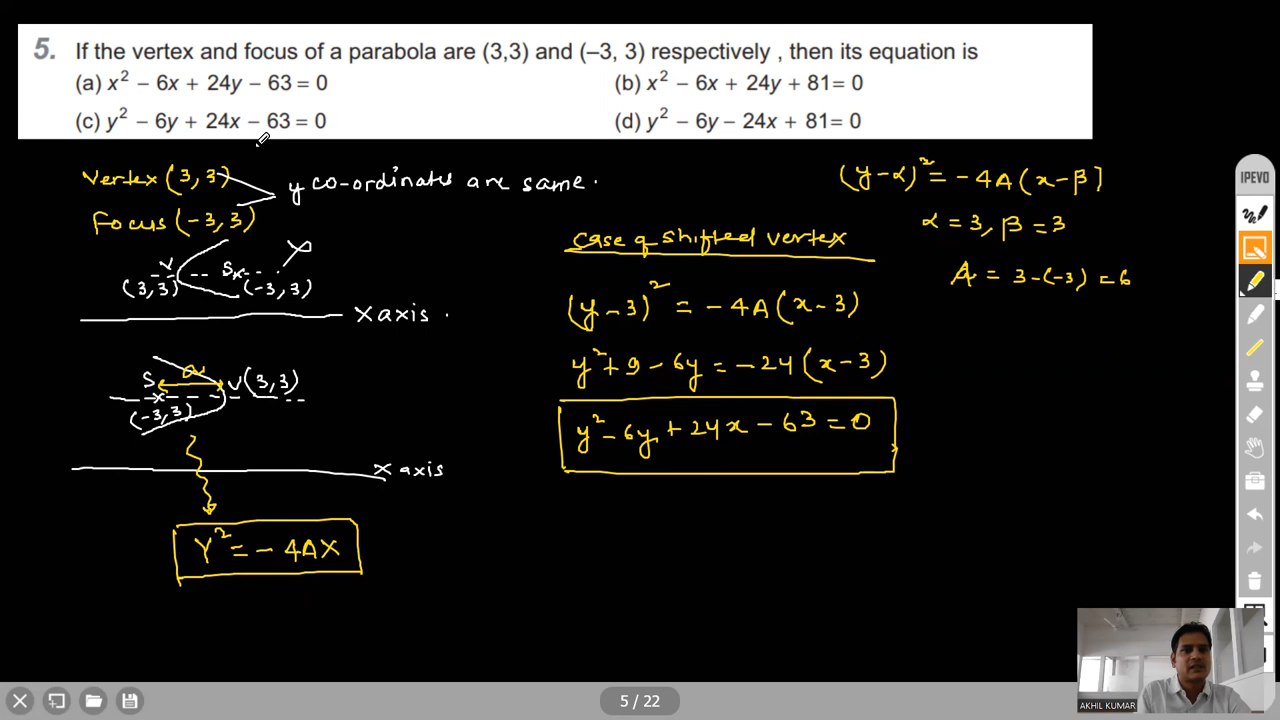 5. If the vertex and focus of a parabola are (3,3) and (–3, 3) respectively , then its equation is
(a) x² − 6x + 24y − 63 = 0
(b) x² − 6x + 24y + 81 = 0
(c) y² − 6y + 24x − 63 = 0
(d) y² − 6y − 24x + 81 = 0
Vertex (3, 3)
Focus (-3, 3)
y co-ordinates are same.
V
S
(3, 3)
(-3, 3)
X axis .
S
a
V (3, 3)
(-3, 3)
X axis
Y² = - 4AX
Case of shifted vertex
(y - 3)² = - 4A (x - 3)
y² + 9 - 6y = - 24 (x - 3)
y² - 6y + 24x - 63 = 0
(y - α)² = - 4A (x - β)
α = 3, β = 3
A = 3 - (-3) = 6
IPEVO
5 / 22
AKHIL KUMAR